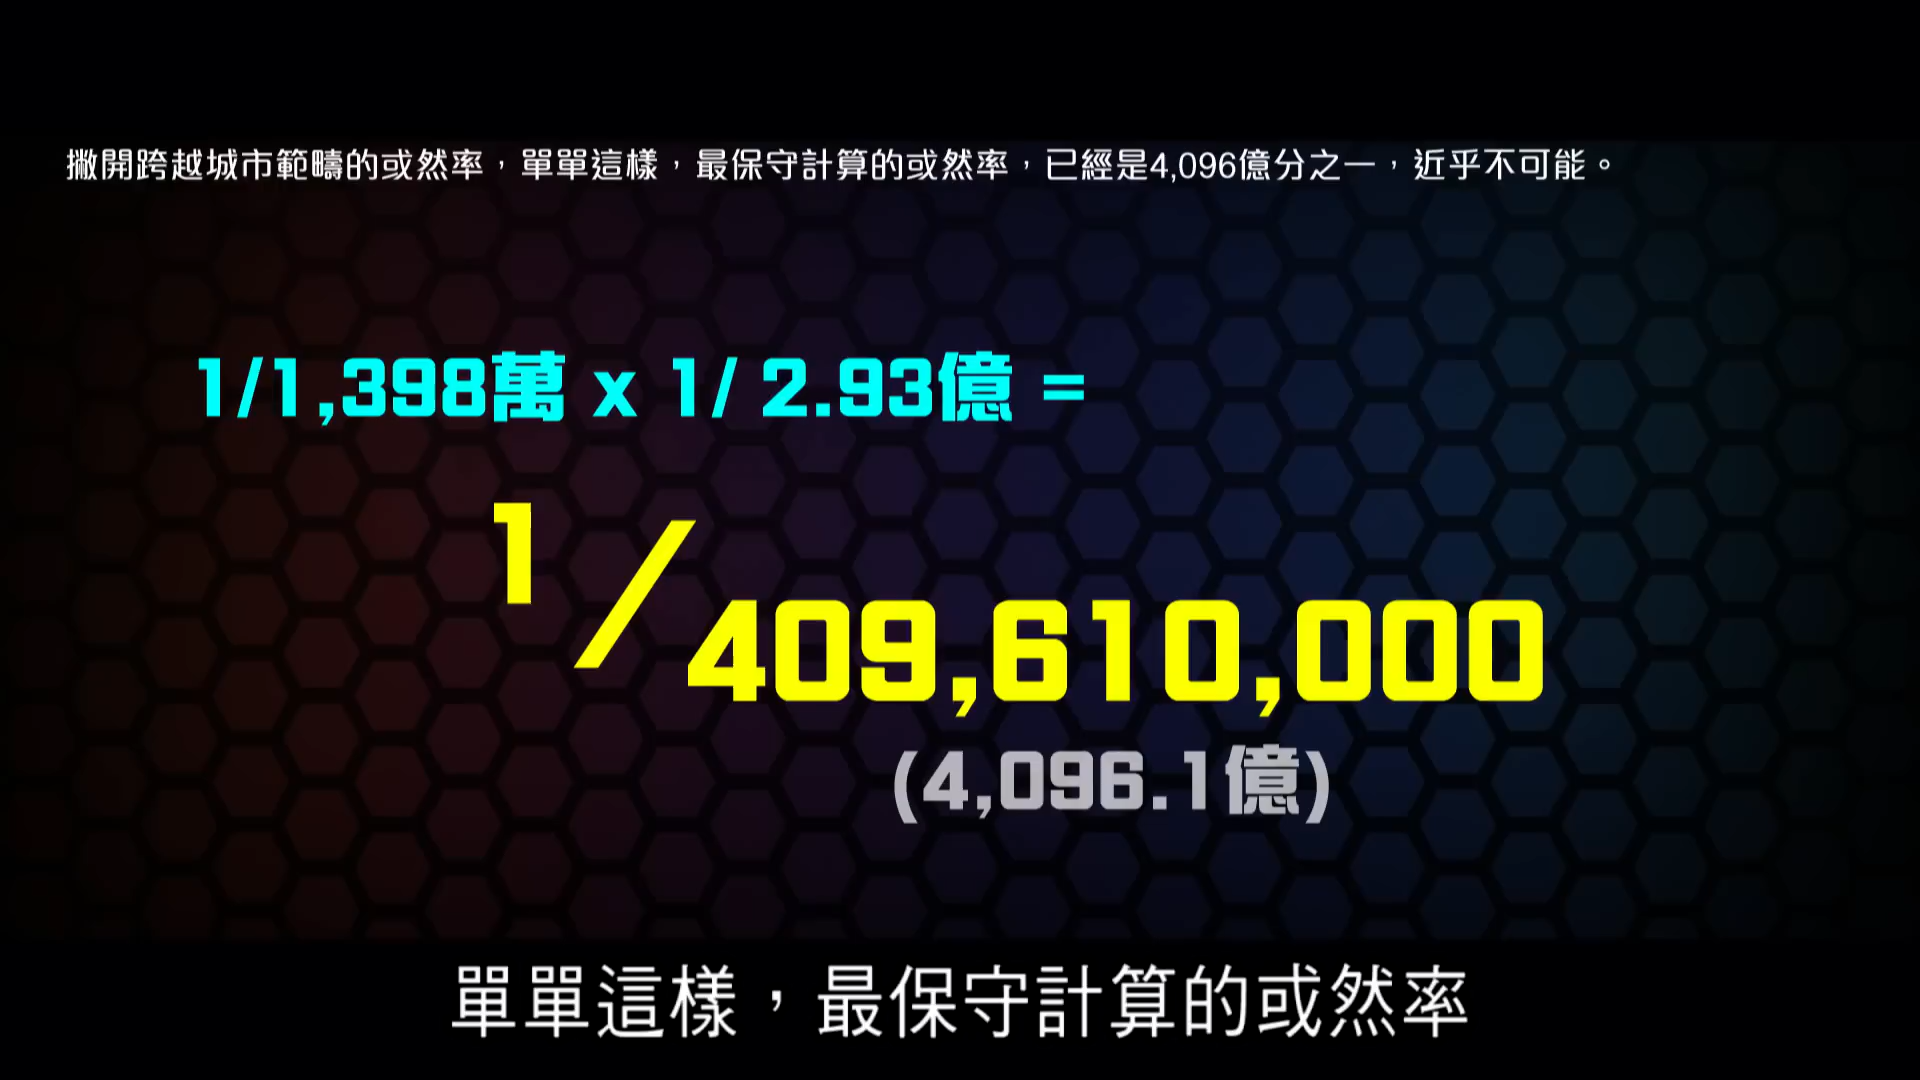 撇開跨越城市範疇的或然率，單單這樣，最保守計算的或然率，已經是4,096億分之一，近乎不可能。
1/1,398萬 x 1/ 2.93億 =
1/409,610,000
(4,096.1億)
單單這樣，最保守計算的或然率